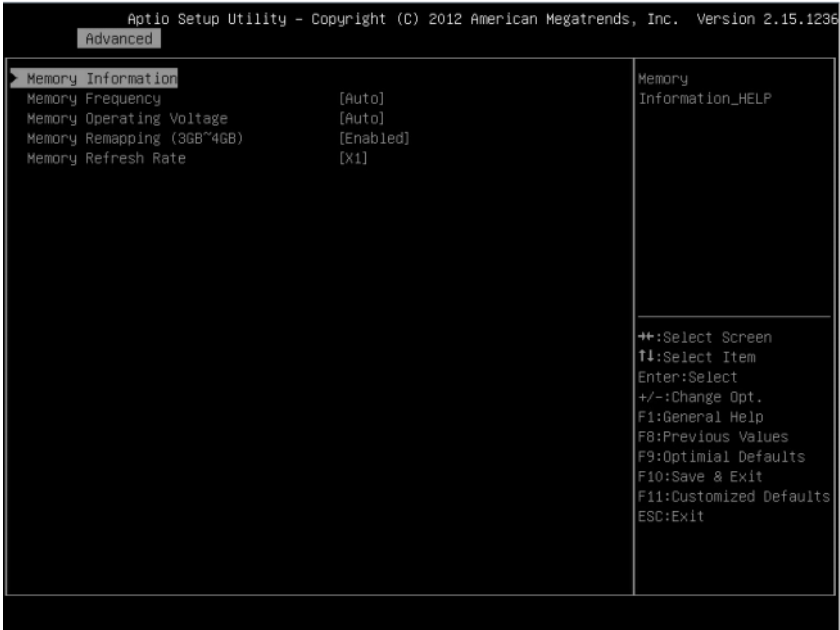 Aptio Setup Utility – Copyright (C) 2012 American Megatrends, Inc. Version 2.15.1236
Advanced
Memory Information
Memory Frequency [Auto]
Memory Operating Voltage [Auto]
Memory Remapping (3GB~4GB) [Enabled]
Memory Refresh Rate [X1]
Memory
Information_HELP
→←:Select Screen
↑↓:Select Item
Enter:Select
+/-:Change Opt.
F1:General Help
F8:Previous Values
F9:Optimial Defaults
F10:Save & Exit
F11:Customized Defaults
ESC:Exit